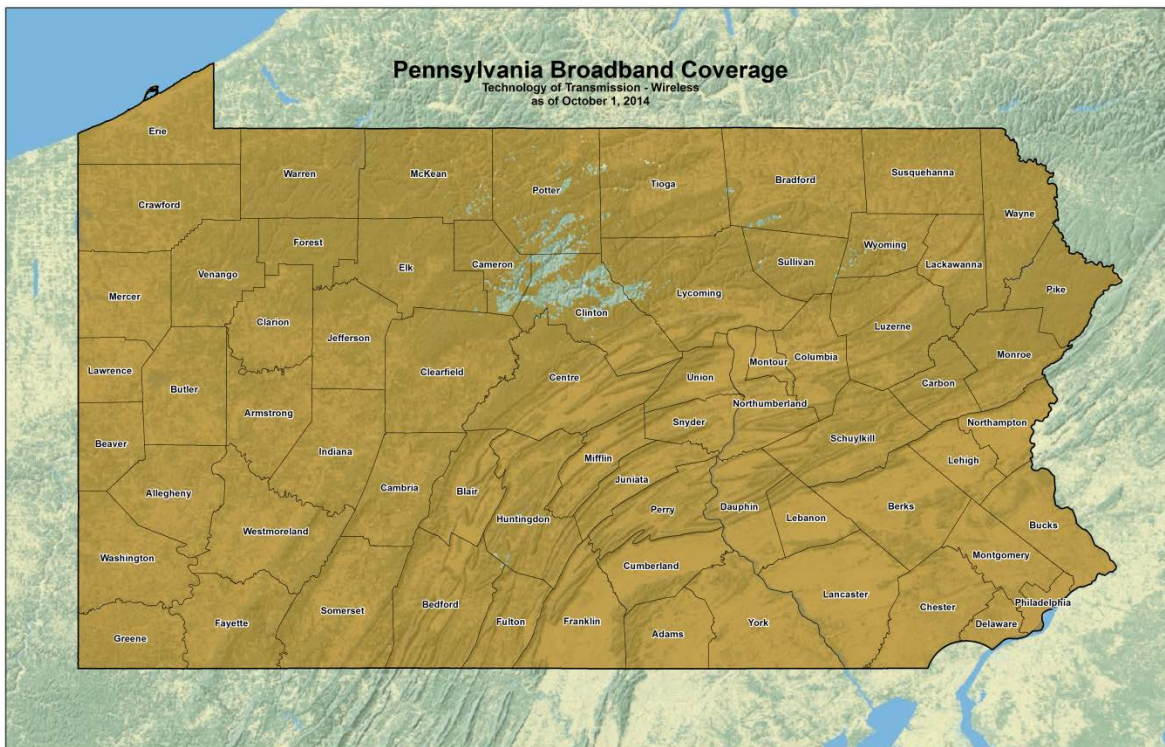 Pennsylvania Broadband Coverage
Technology of Transmission - Wireless
as of October 1, 2014
Erie
Warren
McKean
Potter
Tioga
Bradford
Susquehanna
Crawford
Wayne
Forest
Wyoming
Venango
Elk
Cameron
Sullivan
Lackawanna
Mercer
Lycoming
Pike
Clarion
Clinton
Luzerne
Jefferson
Lawrence
Butler
Clearfield
Centre
Union
Montour
Columbia
Monroe
Carbon
Armstrong
Northumberland
Beaver
Snyder
Northampton
Indiana
Schuylkill
Mifflin
Lehigh
Allegheny
Cambria
Blair
Juniata
Huntingdon
Perry
Dauphin
Lebanon
Berks
Bucks
Westmoreland
Washington
Cumberland
Montgomery
Lancaster
Greene
Fayette
Somerset
Bedford
Fulton
Franklin
Adams
York
Chester
Delaware
Philadelphia